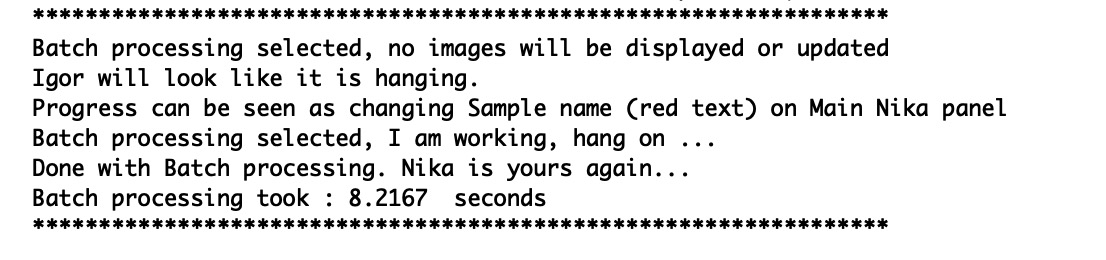 *****************************************************************
Batch processing selected, no images will be displayed or updated
Igor will look like it is hanging.
Progress can be seen as changing Sample name (red text) on Main Nika panel
Batch processing selected, I am working, hang on ...
Done with Batch processing. Nika is yours again...
Batch processing took : 8.2167  seconds
*****************************************************************